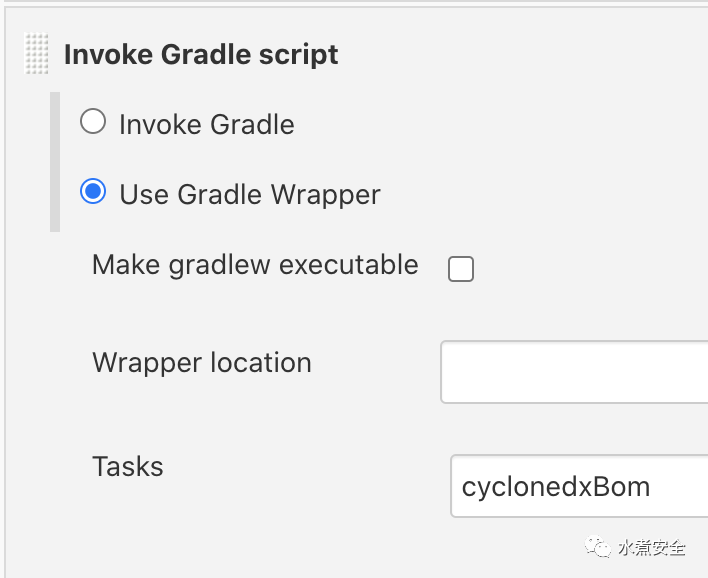 Invoke Gradle script
Invoke Gradle
Use Gradle Wrapper
Make gradlew executable
Wrapper location
Tasks
cyclonedxBom
水煮安全